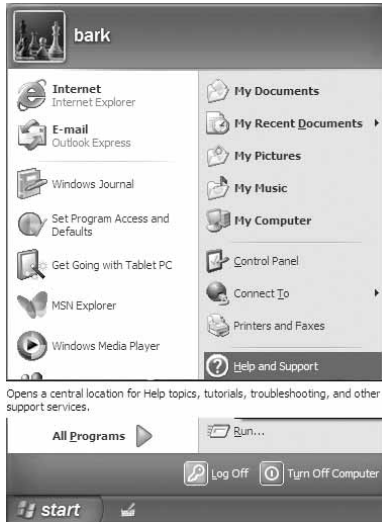 bark
Internet
Internet Explorer
E-mail
Outlook Express
Windows Journal
Set Program Access and
Defaults
Get Going with Tablet PC
MSN Explorer
Windows Media Player
My Documents
My Recent Documents
My Pictures
My Music
My Computer
Control Panel
Connect To
Printers and Faxes
Help and Support
Opens a central location for Help topics, tutorials, troubleshooting, and other
support services.
All Programs
Run...
Log Off
Turn Off Computer
start